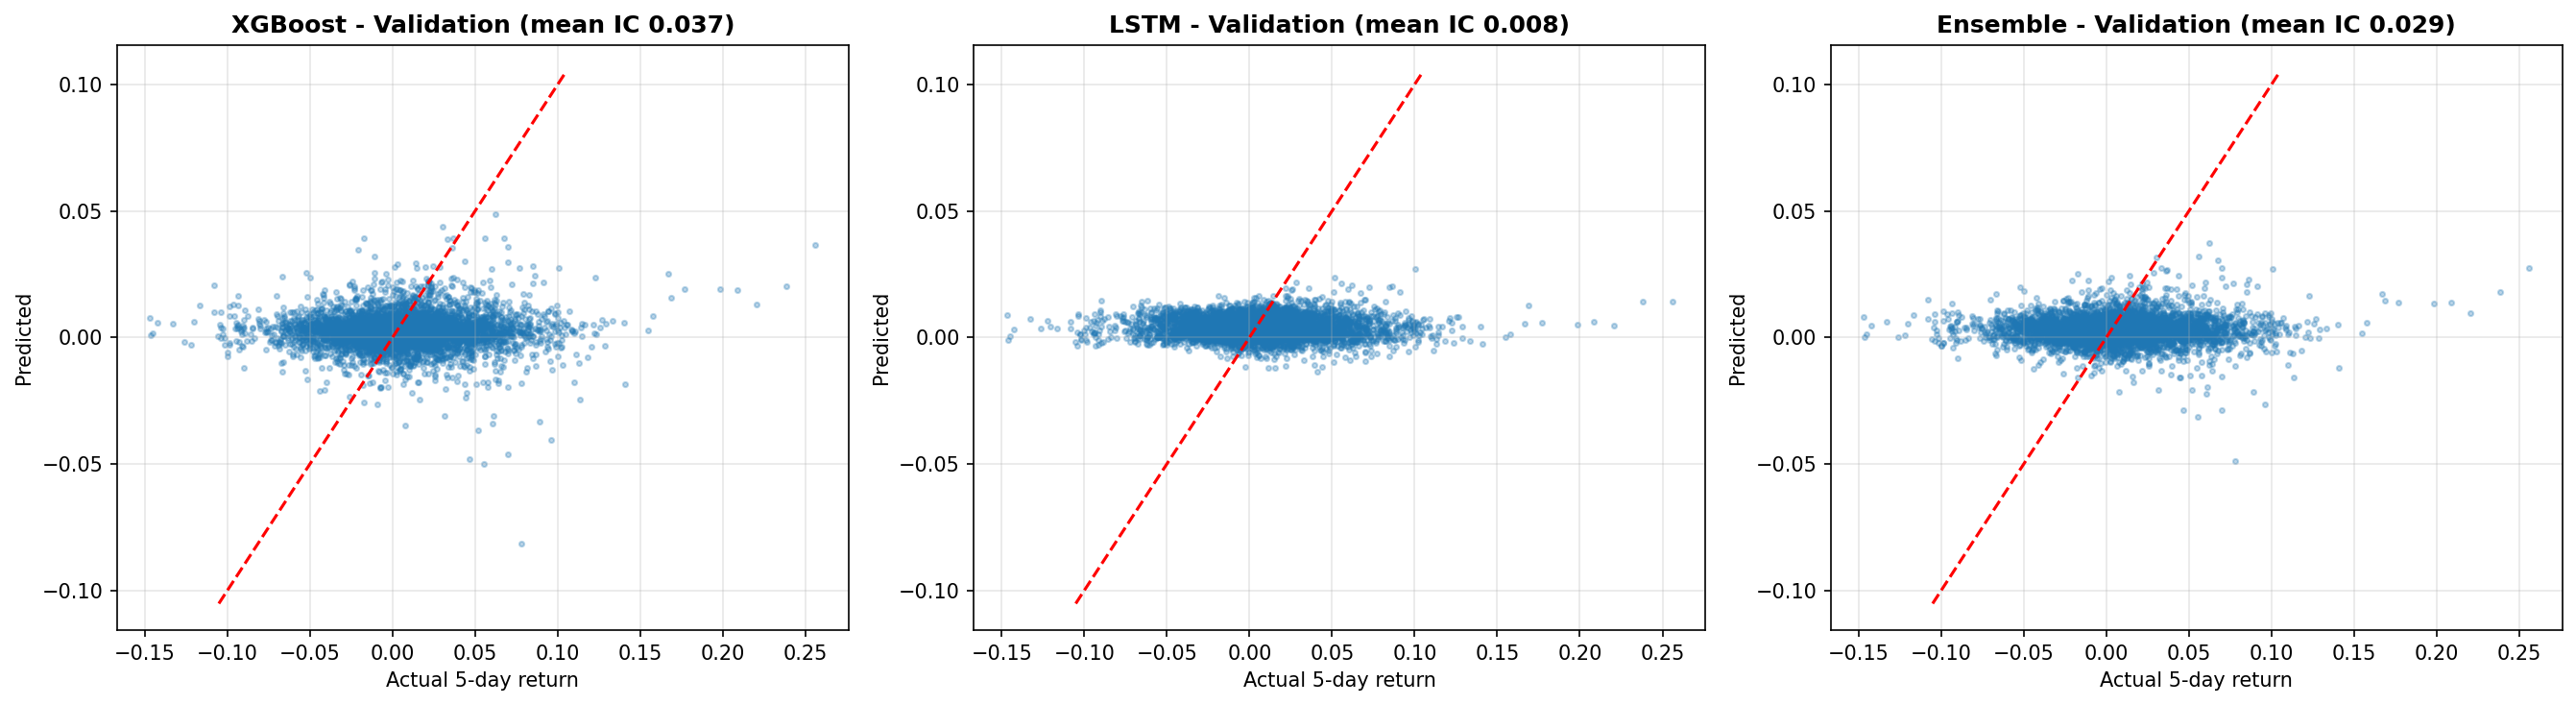 XGBoost - Validation (mean IC 0.037)
0.10
0.05
0.00
−0.05
−0.10
Predicted
−0.15 −0.10 −0.05 0.00 0.05 0.10 0.15 0.20 0.25
Actual 5-day return
LSTM - Validation (mean IC 0.008)
0.10
0.05
0.00
−0.05
−0.10
Predicted
−0.15 −0.10 −0.05 0.00 0.05 0.10 0.15 0.20 0.25
Actual 5-day return
Ensemble - Validation (mean IC 0.029)
0.10
0.05
0.00
−0.05
−0.10
Predicted
−0.15 −0.10 −0.05 0.00 0.05 0.10 0.15 0.20 0.25
Actual 5-day return